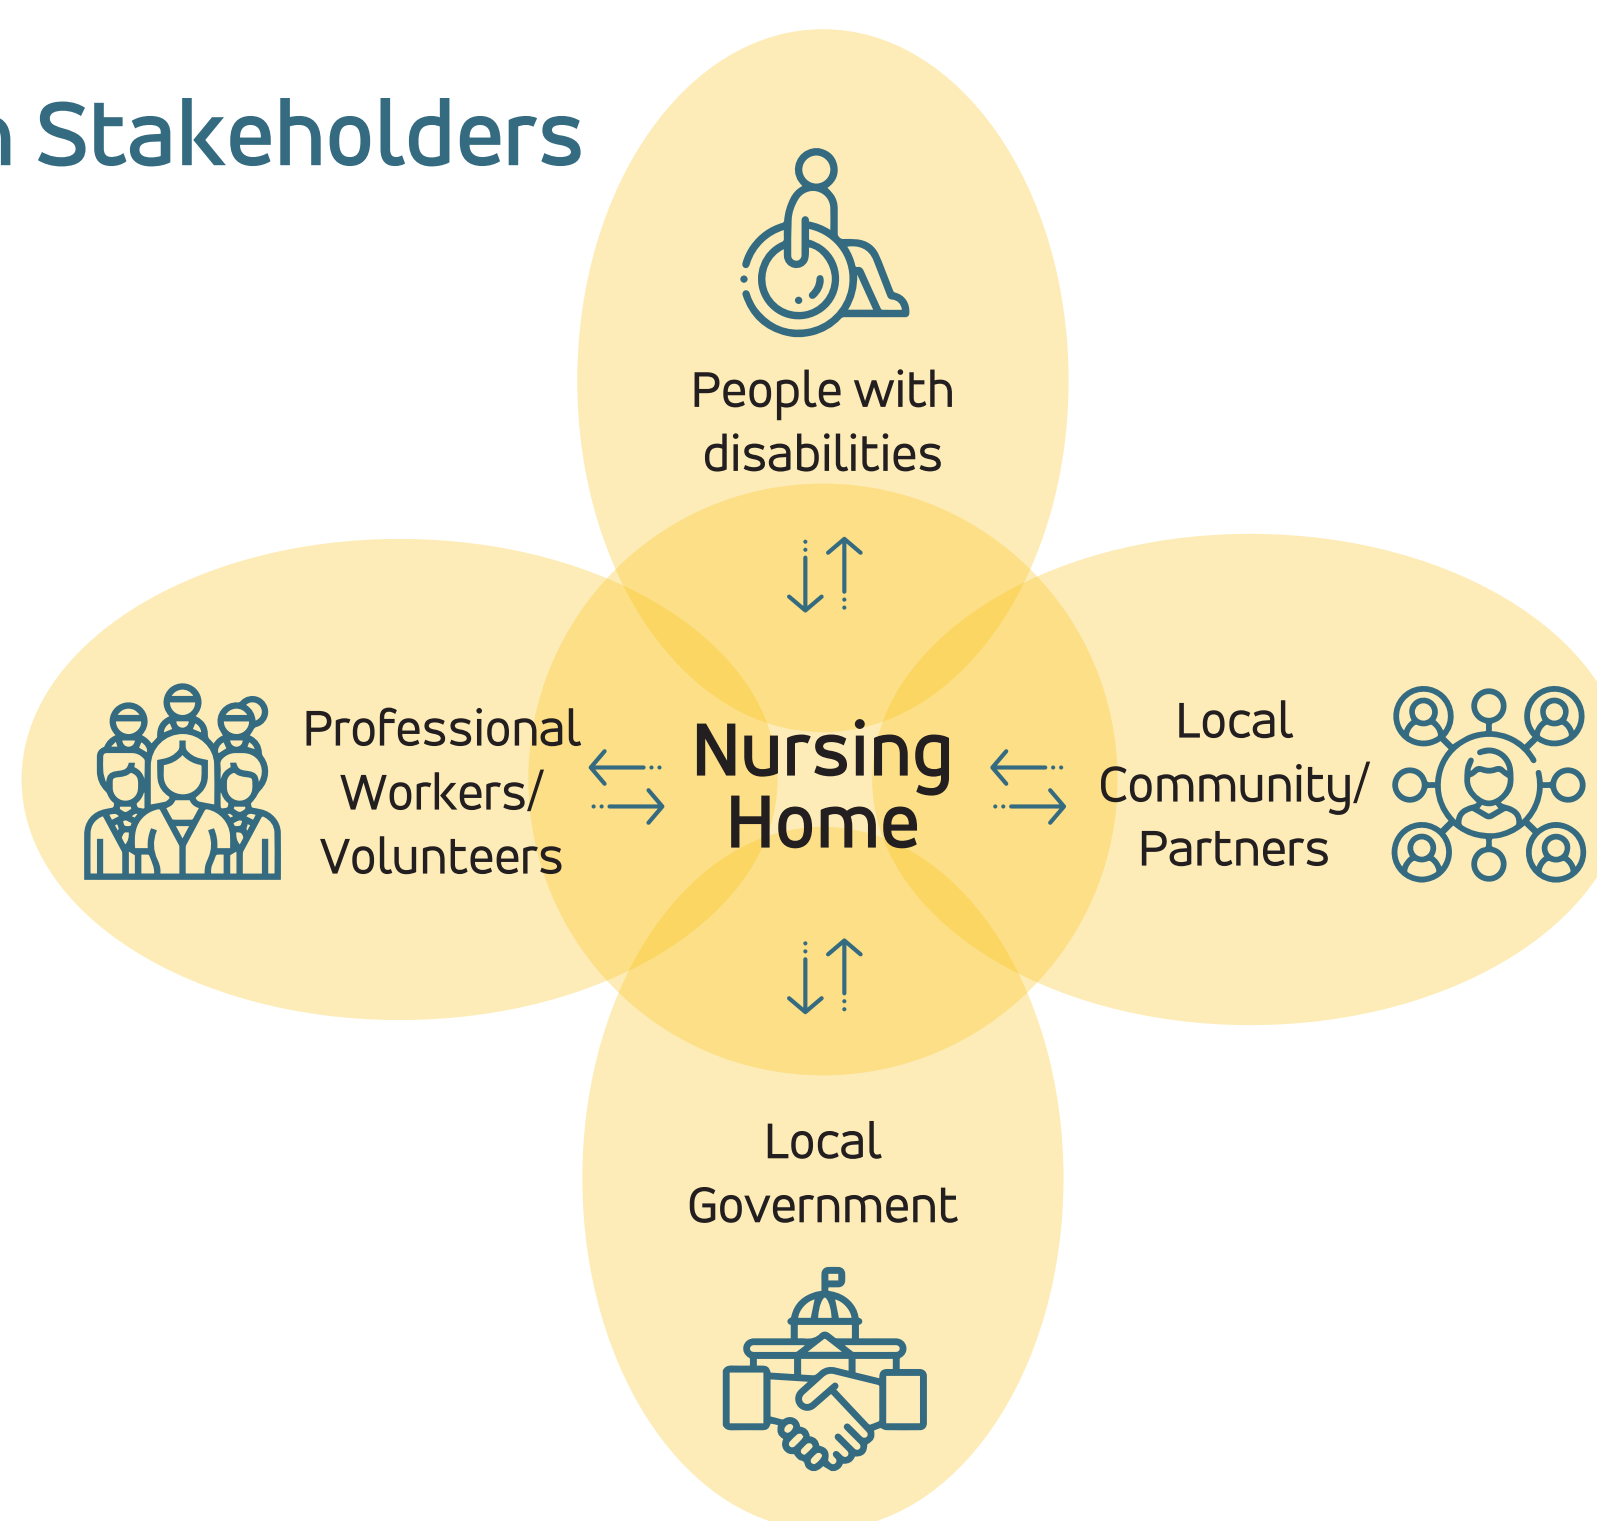 n Stakeholders
People with
disabilities
Professional
Workers/
Volunteers
Nursing
Home
Local
Community/
Partners
Local
Government